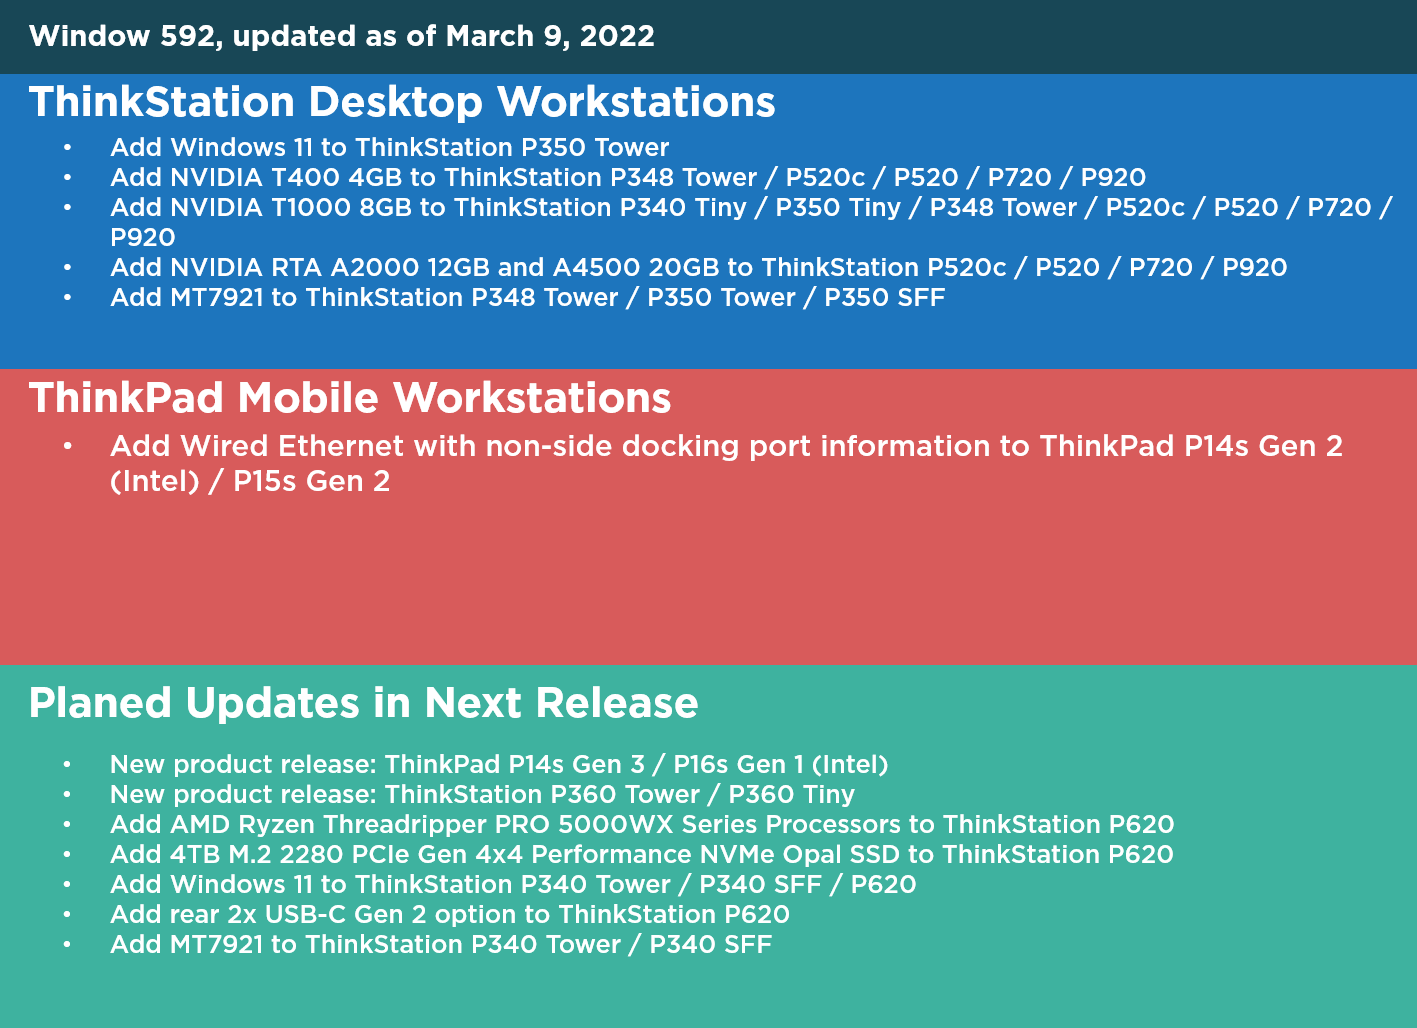 Window 592, updated as of March 9, 2022
ThinkStation Desktop Workstations
• Add Windows 11 to ThinkStation P350 Tower
• Add NVIDIA T400 4GB to ThinkStation P348 Tower / P520c / P520 / P720 / P920
• Add NVIDIA T1000 8GB to ThinkStation P340 Tiny / P350 Tiny / P348 Tower / P520c / P520 / P720 /
P920
• Add NVIDIA RTA A2000 12GB and A4500 20GB to ThinkStation P520c / P520 / P720 / P920
• Add MT7921 to ThinkStation P348 Tower / P350 Tower / P350 SFF
ThinkPad Mobile Workstations
• Add Wired Ethernet with non-side docking port information to ThinkPad P14s Gen 2
(Intel) / P15s Gen 2
Planed Updates in Next Release
• New product release: ThinkPad P14s Gen 3 / P16s Gen 1 (Intel)
• New product release: ThinkStation P360 Tower / P360 Tiny
• Add AMD Ryzen Threadripper PRO 5000WX Series Processors to ThinkStation P620
• Add 4TB M.2 2280 PCIe Gen 4x4 Performance NVMe Opal SSD to ThinkStation P620
• Add Windows 11 to ThinkStation P340 Tower / P340 SFF / P620
• Add rear 2x USB-C Gen 2 option to ThinkStation P620
• Add MT7921 to ThinkStation P340 Tower / P340 SFF